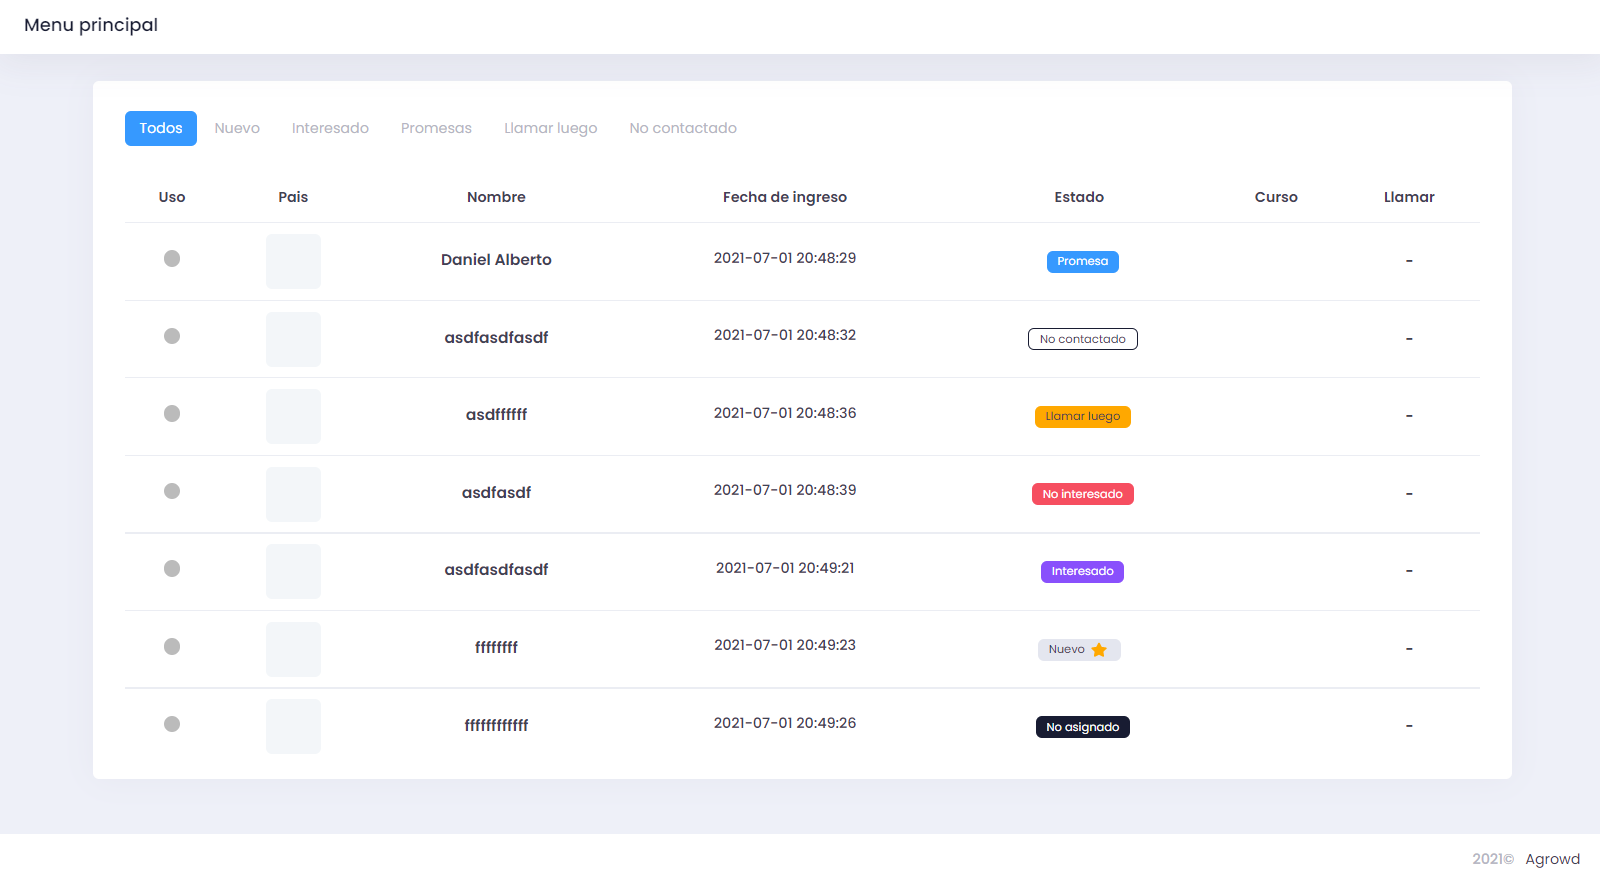 Menu principal
Todos Nuevo Interesado Promesas Llamar luego No contactado
Uso Pais Nombre Fecha de ingreso Estado Curso Llamar
Daniel Alberto 2021-07-01 20:48:29 Promesa -
asdfasdfasdf 2021-07-01 20:48:32 No contactado -
asdffffff 2021-07-01 20:48:36 Llamar luego -
asdfasdf 2021-07-01 20:48:39 No interesado -
asdfasdfasdf 2021-07-01 20:49:21 Interesado -
ffffffff 2021-07-01 20:49:23 Nuevo -
ffffffffffff 2021-07-01 20:49:26 No asignado -
2021© Agrowd